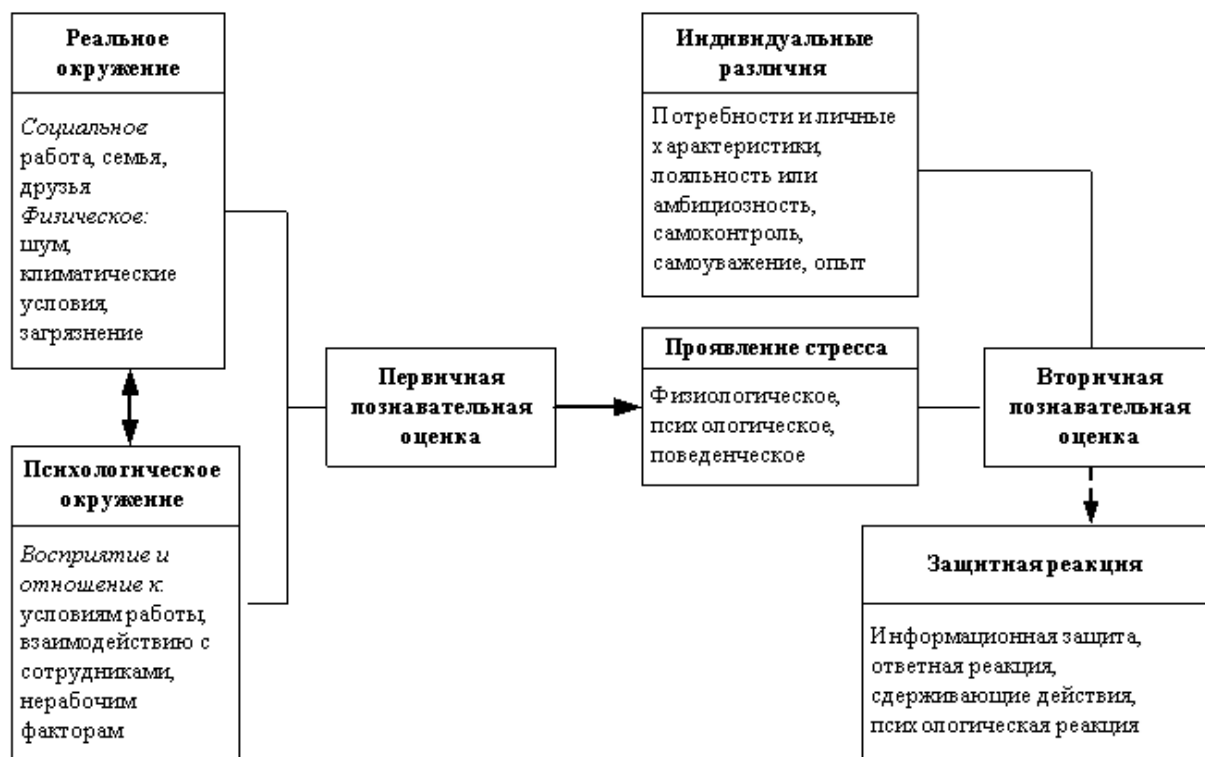 Реальное
окружение
Социальное
работа, семья,
друзья
Физическое:
шум,
климатические
условия,
загрязнение
Психологическое
окружение
Восприятие и
отношение к:
условиям работы,
взаимодействию с
сотрудниками,
нерабочим
факторам
Первичная
познавательная
оценка
Индивидуальные
различия
Потребности и личные
характеристики,
лояльность или
амбициозность,
самоконтроль,
самоуважение, опыт
Проявление стресса
Физиологическое,
психологическое,
поведенческое
Вторичная
познавательная
оценка
Защитная реакция
Информационная защита,
ответная реакция,
сдерживающие действия,
психологическая реакция